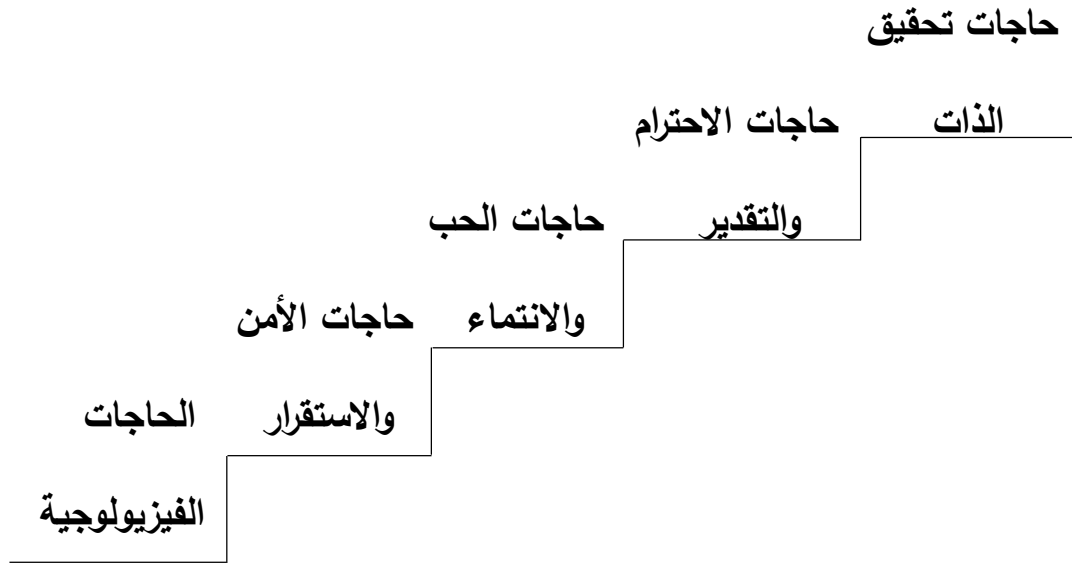 حاجات تحقيق
الذات
حاجات الاحترام
والتقدير
حاجات الحب
والانتماء
حاجات الأمن
والاستقرار
الحاجات
الفيزيولوجية